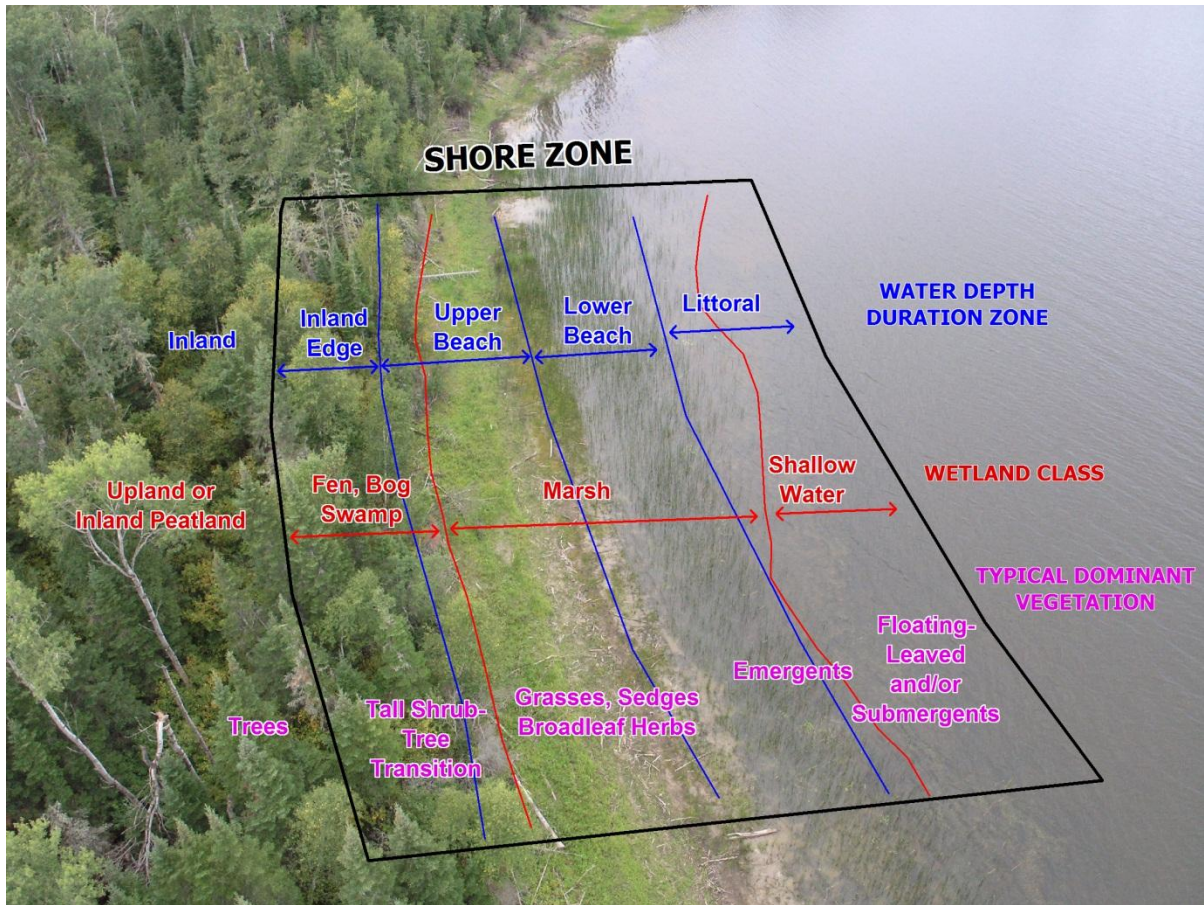 SHORE ZONE
Inland
Inland
Edge
Upper
Beach
Lower
Beach
Littoral
WATER DEPTH
DURATION ZONE
Upland or
Inland Peatland
Fen, Bog
Swamp
Marsh
Shallow
Water
WETLAND CLASS
TYPICAL DOMINANT
VEGETATION
Trees
Tall Shrub-
Tree
Transition
Grasses, Sedges
Broadleaf Herbs
Emergents
Floating-
Leaved
and/or
Submergents